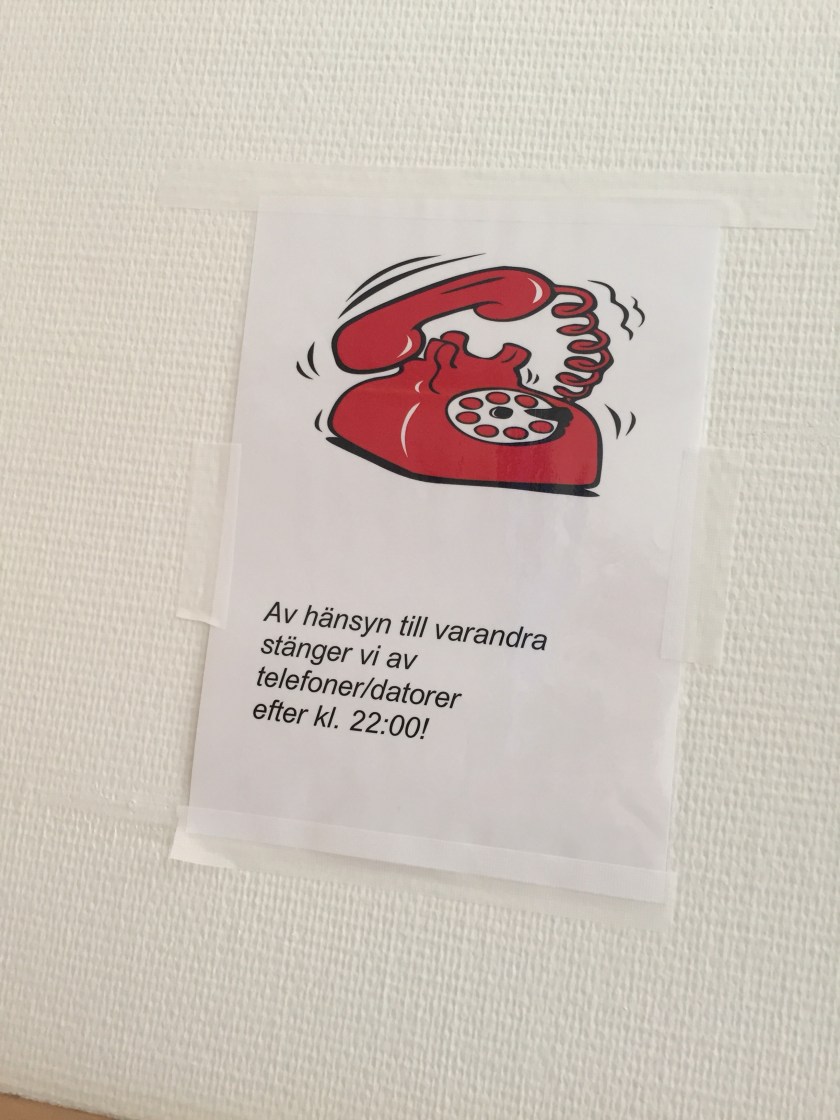 Av hänsyn till varandra
stänger vi av
telefoner/datorer
efter kl. 22:00!